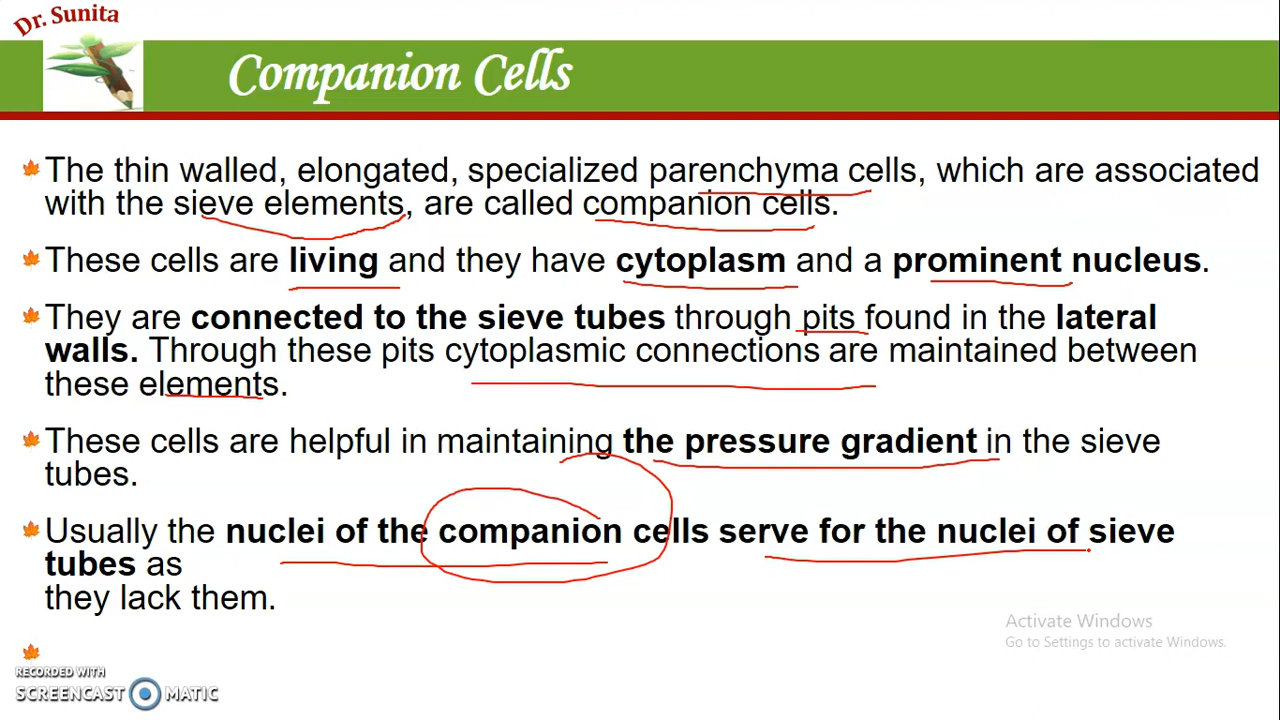 Dr. Sunita
Companion Cells
The thin walled, elongated, specialized parenchyma cells, which are associated
with the sieve elements, are called companion cells.
These cells are living and they have cytoplasm and a prominent nucleus.
They are connected to the sieve tubes through pits found in the lateral
walls. Through these pits cytoplasmic connections are maintained between
these elements.
These cells are helpful in maintaining the pressure gradient in the sieve
tubes.
Usually the nuclei of the companion cells serve for the nuclei of sieve
tubes as
they lack them.
Activate Windows
Go to Settings to activate Windows.
RECORDED WITH
SCREENCAST MATIC